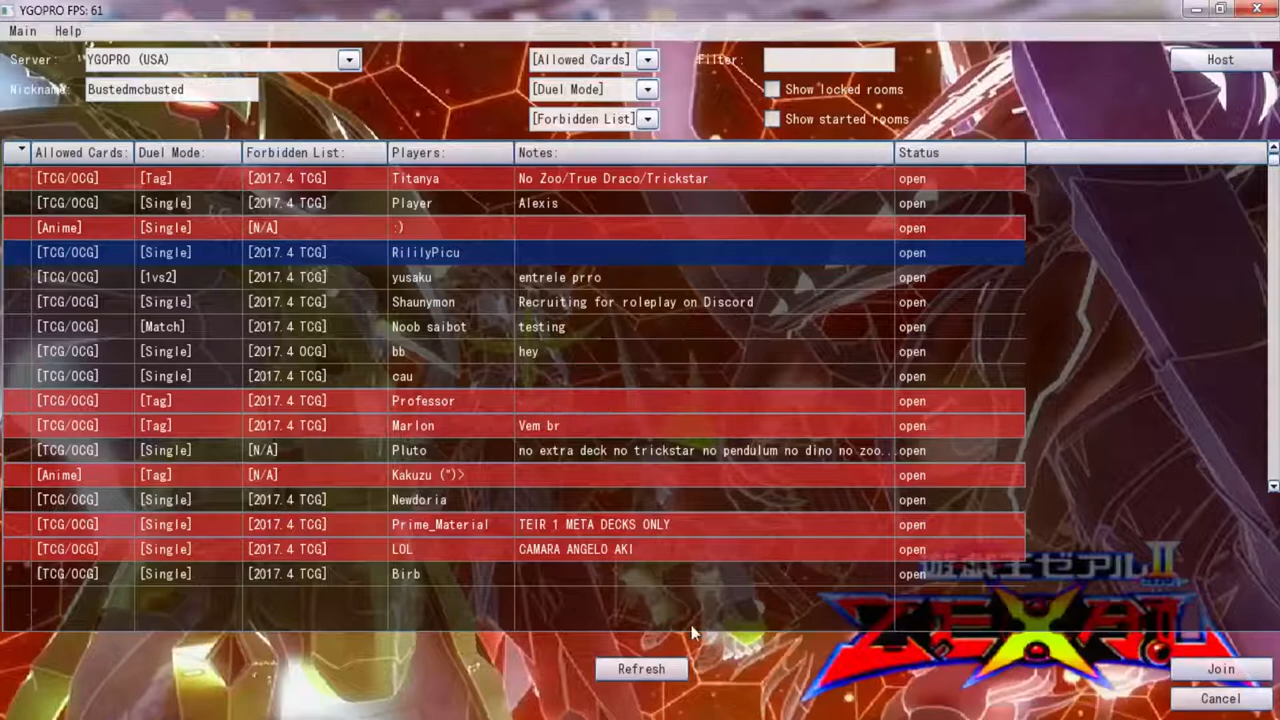 YGOPRO FPS: 61
Main Help
Server: YGOPRO (USA) [Allowed Cards] Filter: Host
Nickname: Bustedmcbusted [Duel Mode] Show locked rooms
[Forbidden List] Show started rooms
Allowed Cards: Duel Mode: Forbidden List: Players: Notes: Status
[TCG/OCG] [Tag] [2017.4 TCG] Titanya No Zoo/True Draco/Trickstar open
[TCG/OCG] [Single] [2017.4 TCG] Player Alexis open
[Anime] [Single] [N/A] :) open
[TCG/OCG] [Single] [2017.4 TCG] RililyPicu open
[TCG/OCG] [1vs2] [2017.4 TCG] yusaku entrele prro open
[TCG/OCG] [Single] [2017.4 TCG] Shaunymon Recruiting for roleplay on Discord open
[TCG/OCG] [Match] [2017.4 TCG] Noob saibot testing open
[TCG/OCG] [Single] [2017.4 OCG] bb hey open
[TCG/OCG] [Single] [2017.4 TCG] cau open
[TCG/OCG] [Tag] [2017.4 TCG] Professor open
[TCG/OCG] [Tag] [2017.4 TCG] Marlon Vem br open
[TCG/OCG] [Single] [N/A] Pluto no extra deck no trickstar no pendulum no dino no zoo... open
[Anime] [Tag] [N/A] Kakuzu (")> open
[TCG/OCG] [Single] [2017.4 TCG] Newdoria open
[TCG/OCG] [Single] [2017.4 TCG] Prime_Material TEIR 1 META DECKS ONLY open
[TCG/OCG] [Single] [2017.4 TCG] LOL CAMARA ANGELO AKI open
[TCG/OCG] [Single] [2017.4 TCG] Birb open
遊戯王ゼアルII
ZEXAL
Refresh Join
Cancel